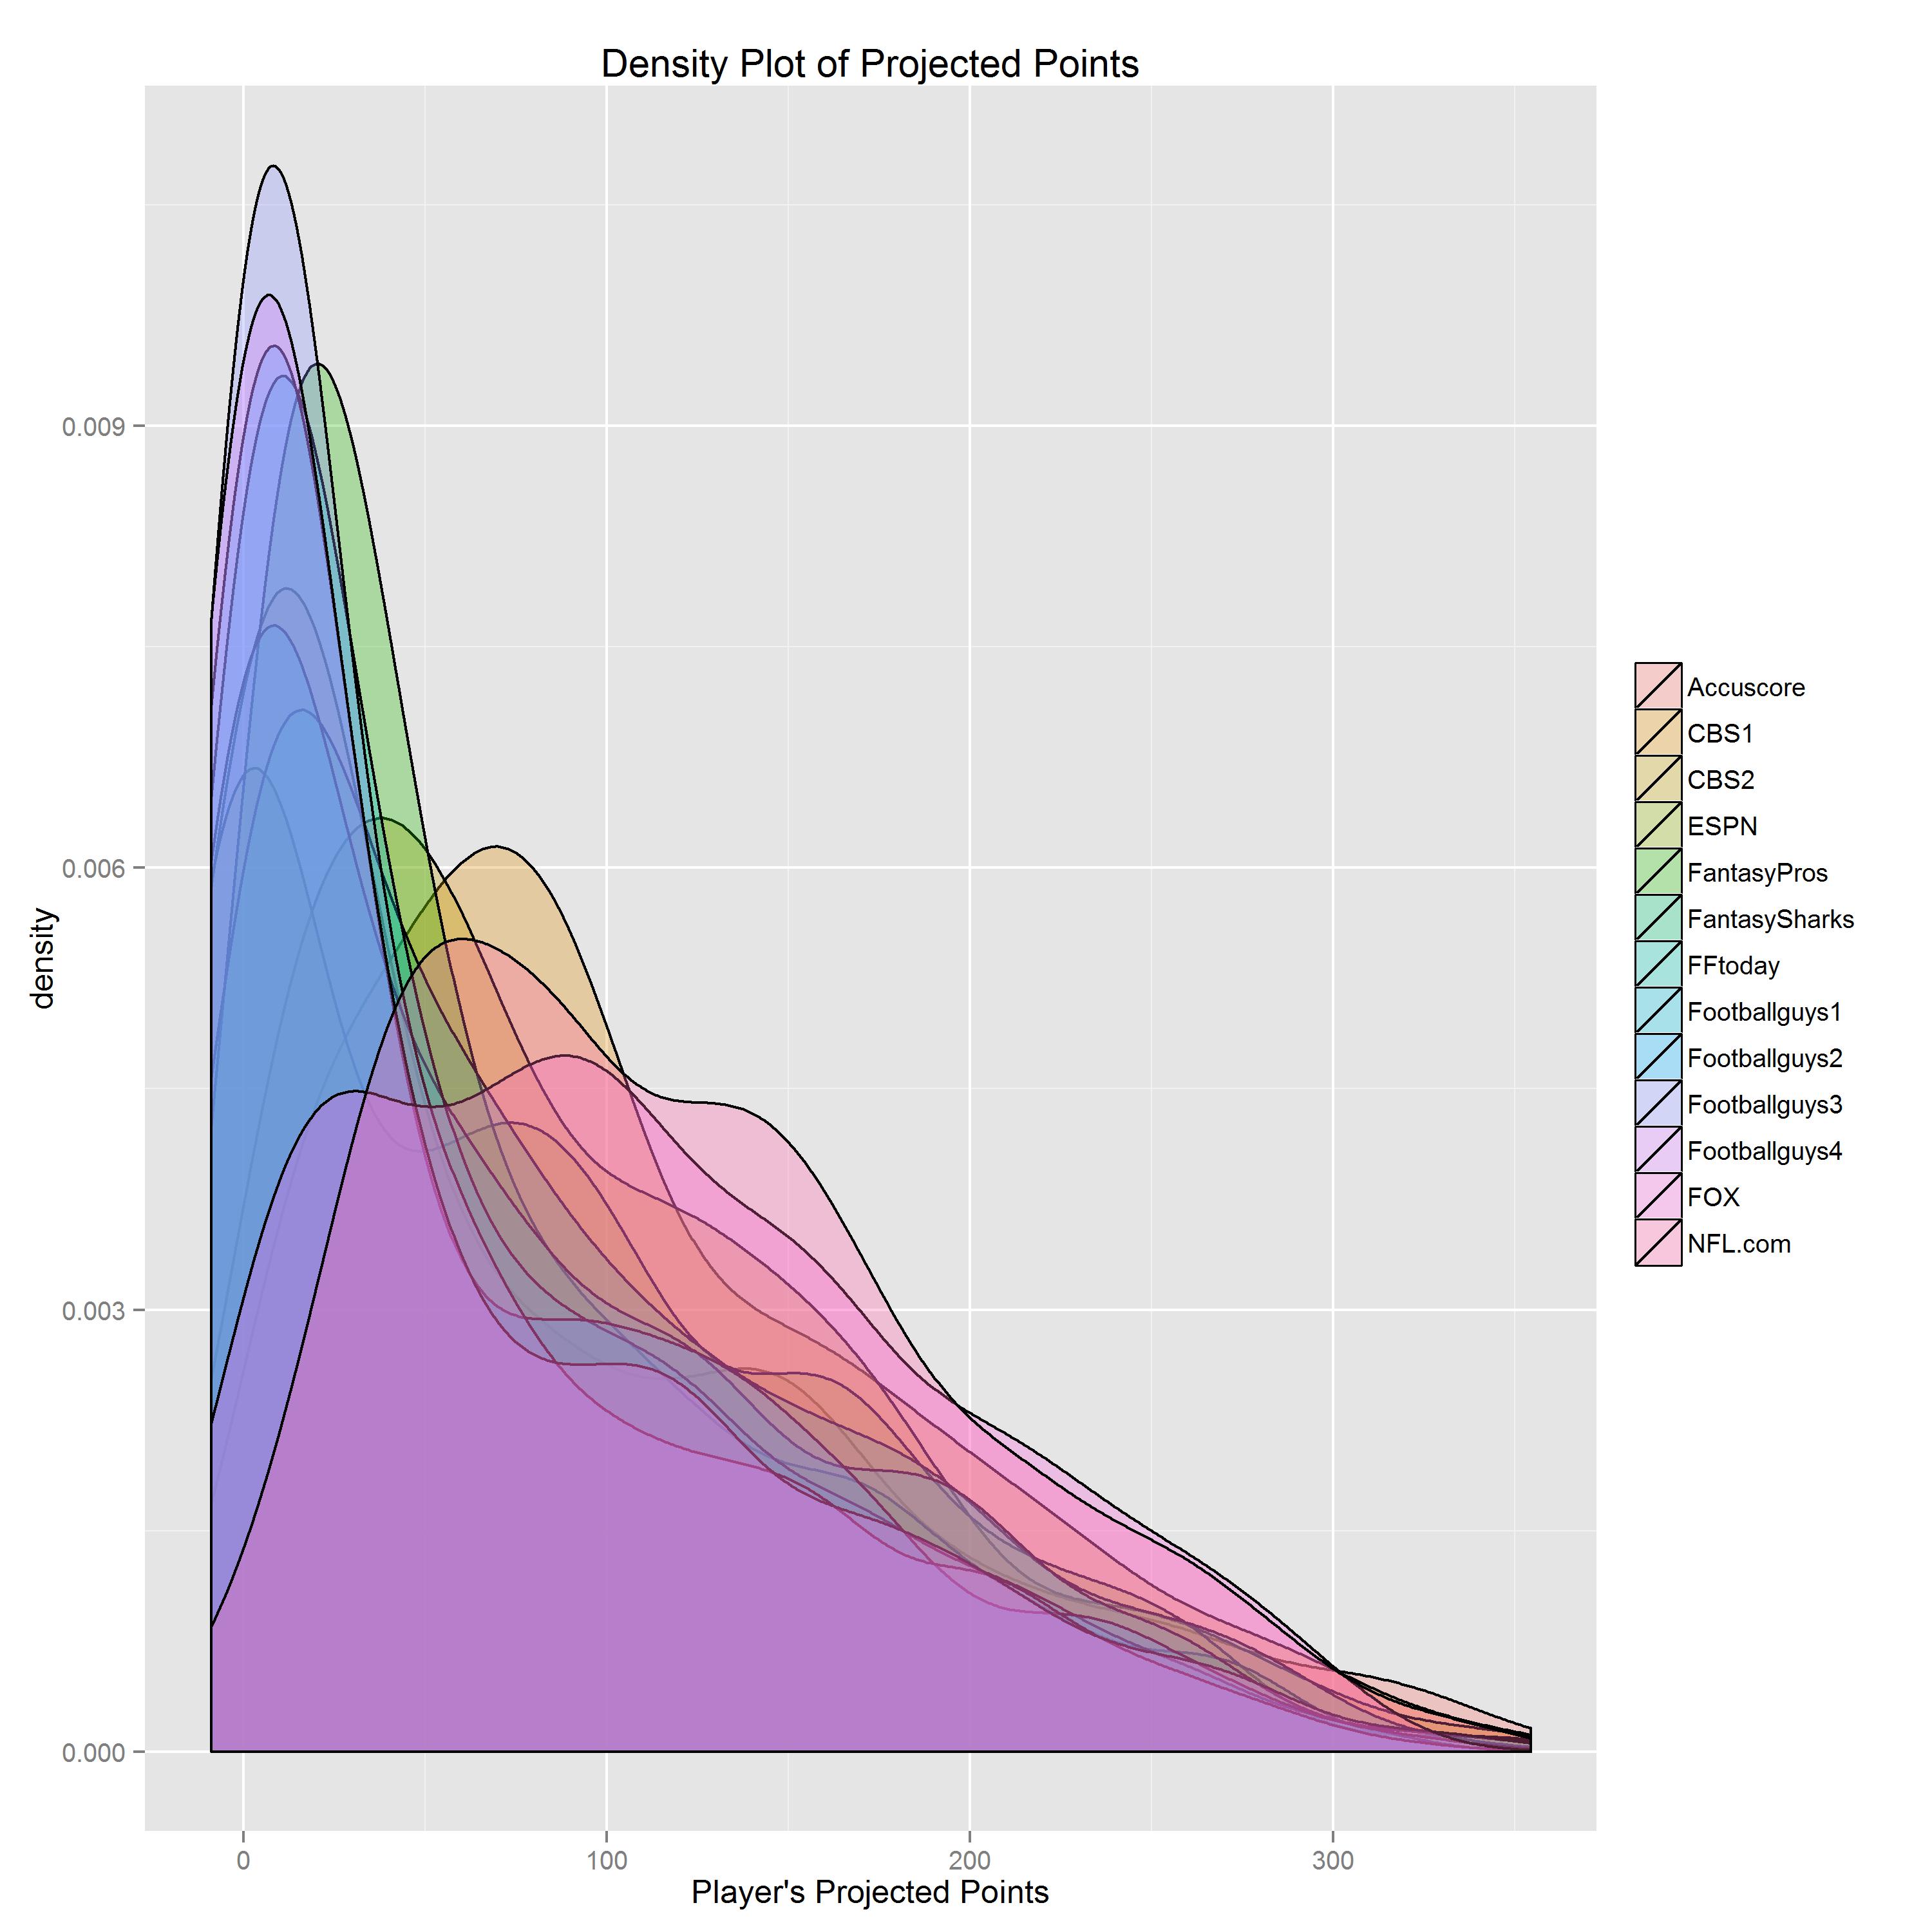 Density Plot of Projected Points
density
0.009
0.006
0.003
0.000
0 100 200 300
Player's Projected Points
Accuscore
CBS1
CBS2
ESPN
FantasyPros
FantasySharks
FFtoday
Footballguys1
Footballguys2
Footballguys3
Footballguys4
FOX
NFL.com